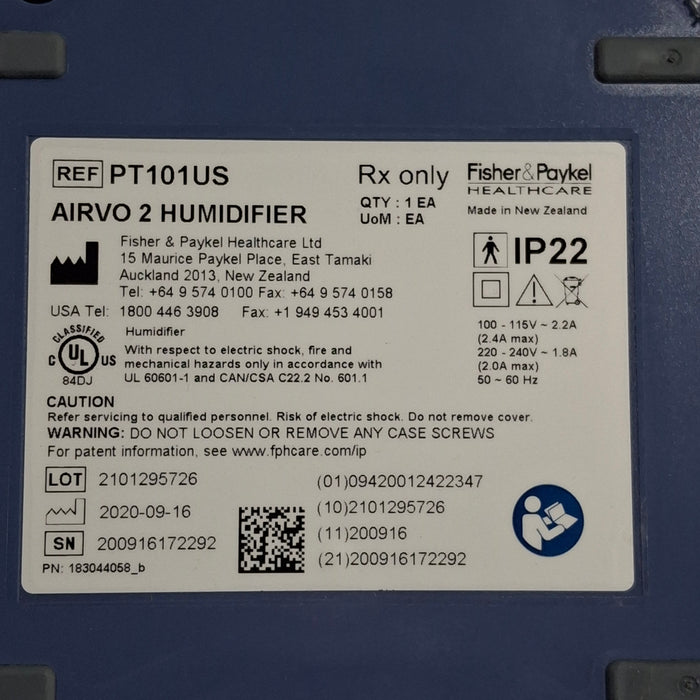 REF PT101US
Rx only
Fisher & Paykel
HEALTHCARE
QTY : 1 EA
UoM : EA
Made in New Zealand
AIRVO 2 HUMIDIFIER
Fisher & Paykel Healthcare Ltd
15 Maurice Paykel Place, East Tamaki
Auckland 2013, New Zealand
Tel: +64 9 574 0100 Fax: +64 9 574 0158
USA Tel: 1800 446 3908 Fax: +1 949 453 4001
IP22
CLASSIFIED
C UL US
84DJ
Humidifier
With respect to electric shock, fire and
mechanical hazards only in accordance with
UL 60601-1 and CAN/CSA C22.2 No. 601.1
100 - 115V ~ 2.2A
(2.4A max)
220 - 240V ~ 1.8A
(2.0A max)
50 ~ 60 Hz
CAUTION
Refer servicing to qualified personnel. Risk of electric shock. Do not remove cover.
WARNING: DO NOT LOOSEN OR REMOVE ANY CASE SCREWS
For patent information, see www.fphcare.com/ip
LOT 2101295726
2020-09-16
SN 200916172292
PN: 183044058_b
(01)09420012422347
(10)2101295726
(11)200916
(21)200916172292